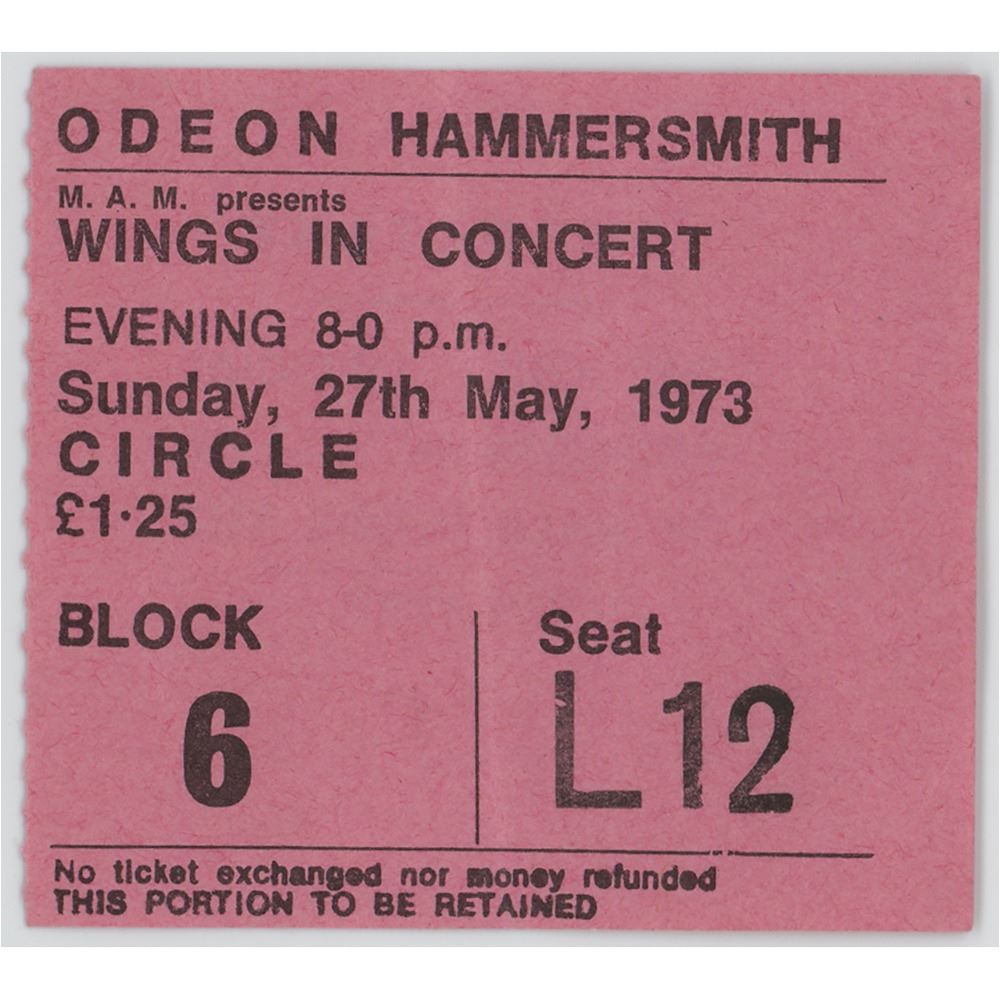 ODEON HAMMERSMITH
M. A. M. presents
WINGS IN CONCERT
EVENING 8-0 p.m.
Sunday, 27th May, 1973
CIRCLE
£1·25
BLOCK
6
Seat
L12
No ticket exchanged nor money refunded
THIS PORTION TO BE RETAINED